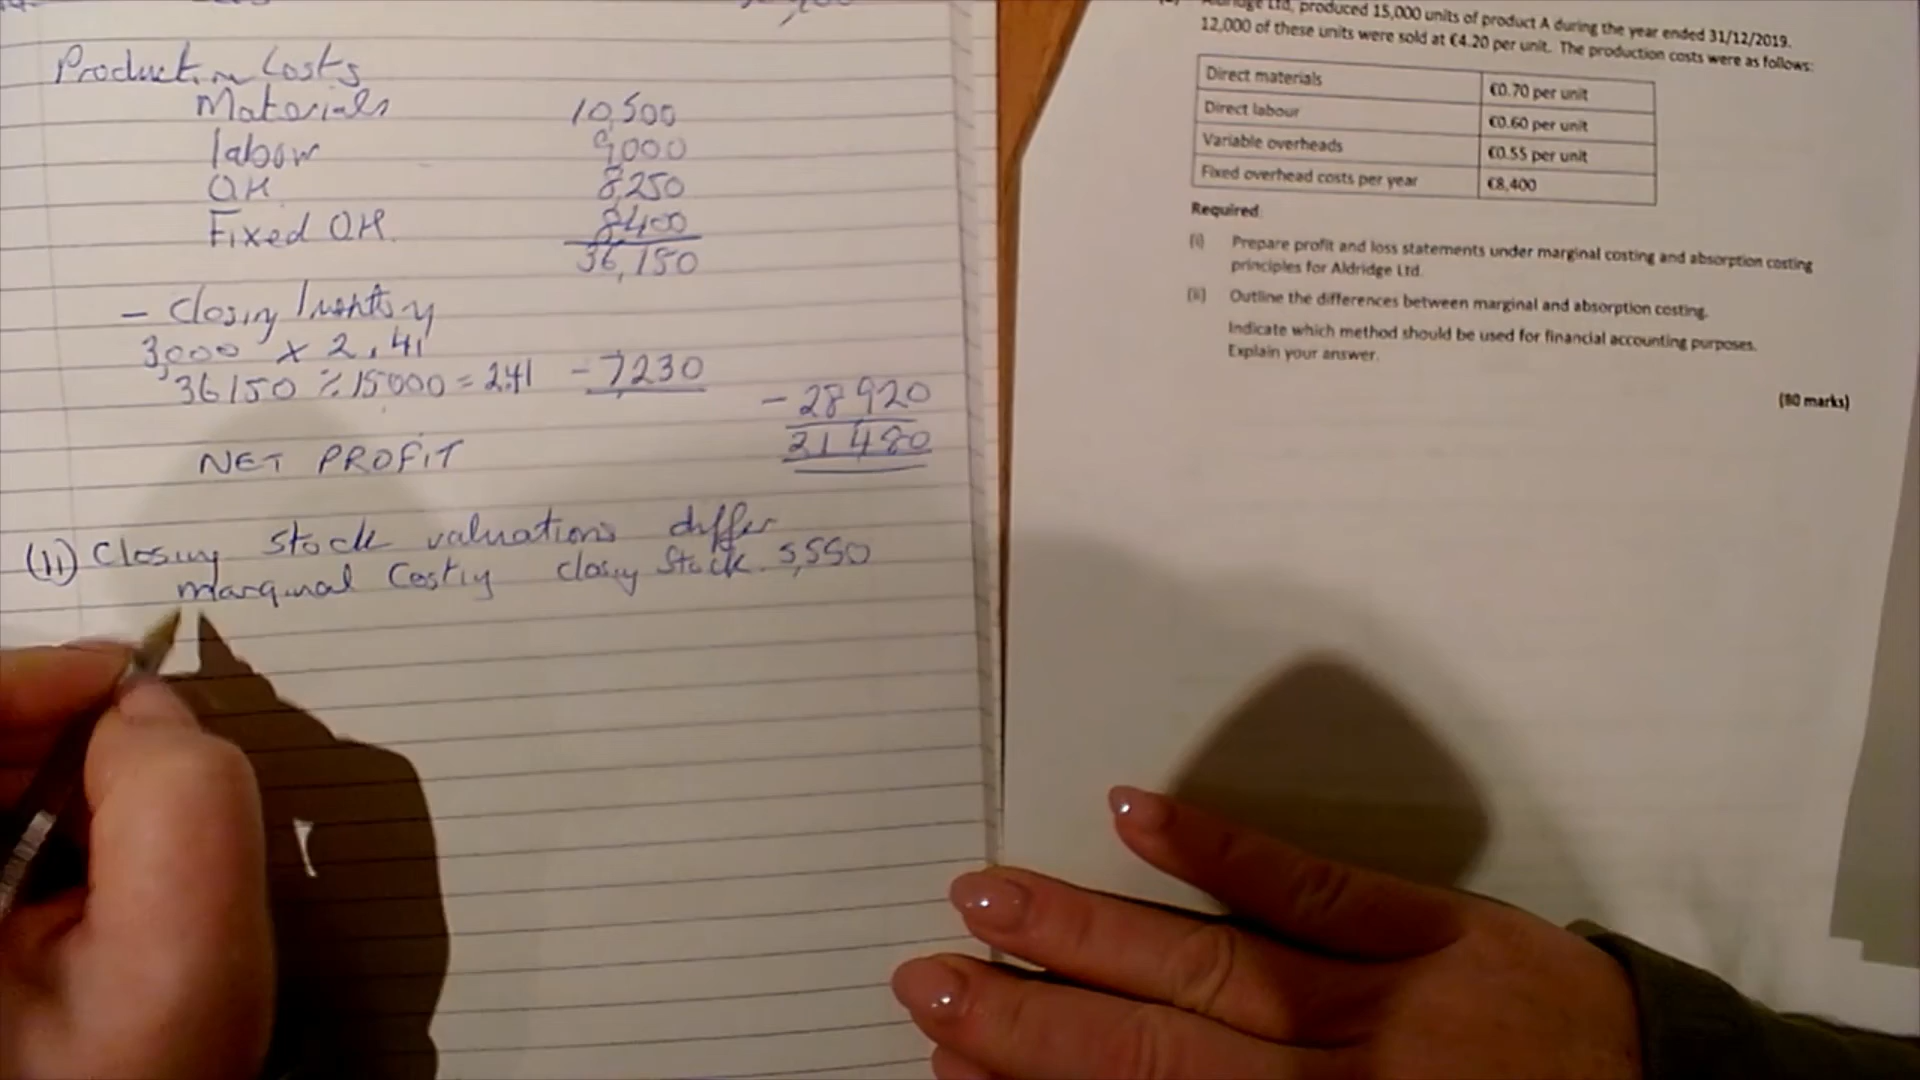 Production Costs
Materials 10,500
labour 9,000
OH 8,250
Fixed OH. 8400
36,150
- Closing Inventory
3,000 x 2.41
36150 ÷ 15000 = 2.41 - 7230
- 28920
NET PROFIT 21480
(ii) Closing stock valuations differ
marginal Costing closing stock. 5,550
Ltd, produced 15,000 units of product A during the year ended 31/12/2019.
12,000 of these units were sold at €4.20 per unit. The production costs were as follows:
Direct materials €0.70 per unit
Direct labour €0.60 per unit
Variable overheads €0.55 per unit
Fixed overhead costs per year €8,400
Required:
(i) Prepare profit and loss statements under marginal costing and absorption costing
principles for Aldridge Ltd.
(ii) Outline the differences between marginal and absorption costing.
Indicate which method should be used for financial accounting purposes.
Explain your answer.
(80 marks)